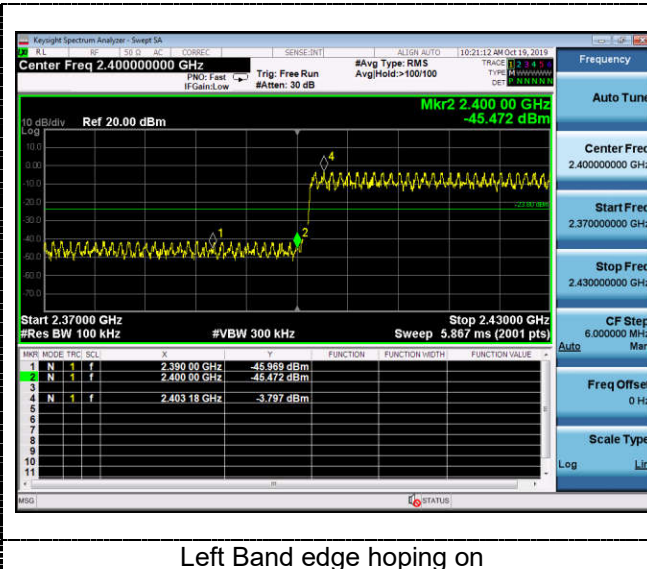 Keysight Spectrum Analyzer - Swept SA
RL RF 50 Ω AC CORREC SENSE:INT ALIGN AUTO 10:21:12 AM Oct 19, 2019
Center Freq 2.400000000 GHz #Avg Type: RMS TRACE 1 2 3 4 5 6
PNO: Fast Trig: Free Run Avg|Hold:>100/100 TYPE M
IFGain:Low #Atten: 30 dB DET P N N N N N
Mkr2 2.400 00 GHz
10 dB/div Ref 20.00 dBm -45.472 dBm
Log
10.0
0.00
-10.0
-20.0
-30.0
-40.0
-50.0
-60.0
-70.0
4
1
2
Start 2.37000 GHz Stop 2.43000 GHz
#Res BW 100 kHz #VBW 300 kHz Sweep 5.867 ms (2001 pts)
MKR MODE TRC SCL X Y FUNCTION FUNCTION WIDTH FUNCTION VALUE
1 N 1 f 2.390 00 GHz -45.969 dBm
2 N 1 f 2.400 00 GHz -45.472 dBm
3
4 N 1 f 2.403 18 GHz -3.797 dBm
5
6
7
8
9
10
11
MSG STATUS
Frequency
Auto Tune
Center Freq
2.400000000 GHz
Start Freq
2.370000000 GHz
Stop Freq
2.430000000 GHz
CF Step
6.000000 MHz
Auto Man
Freq Offset
0 Hz
Scale Type
Log Lin
Left Band edge hoping on